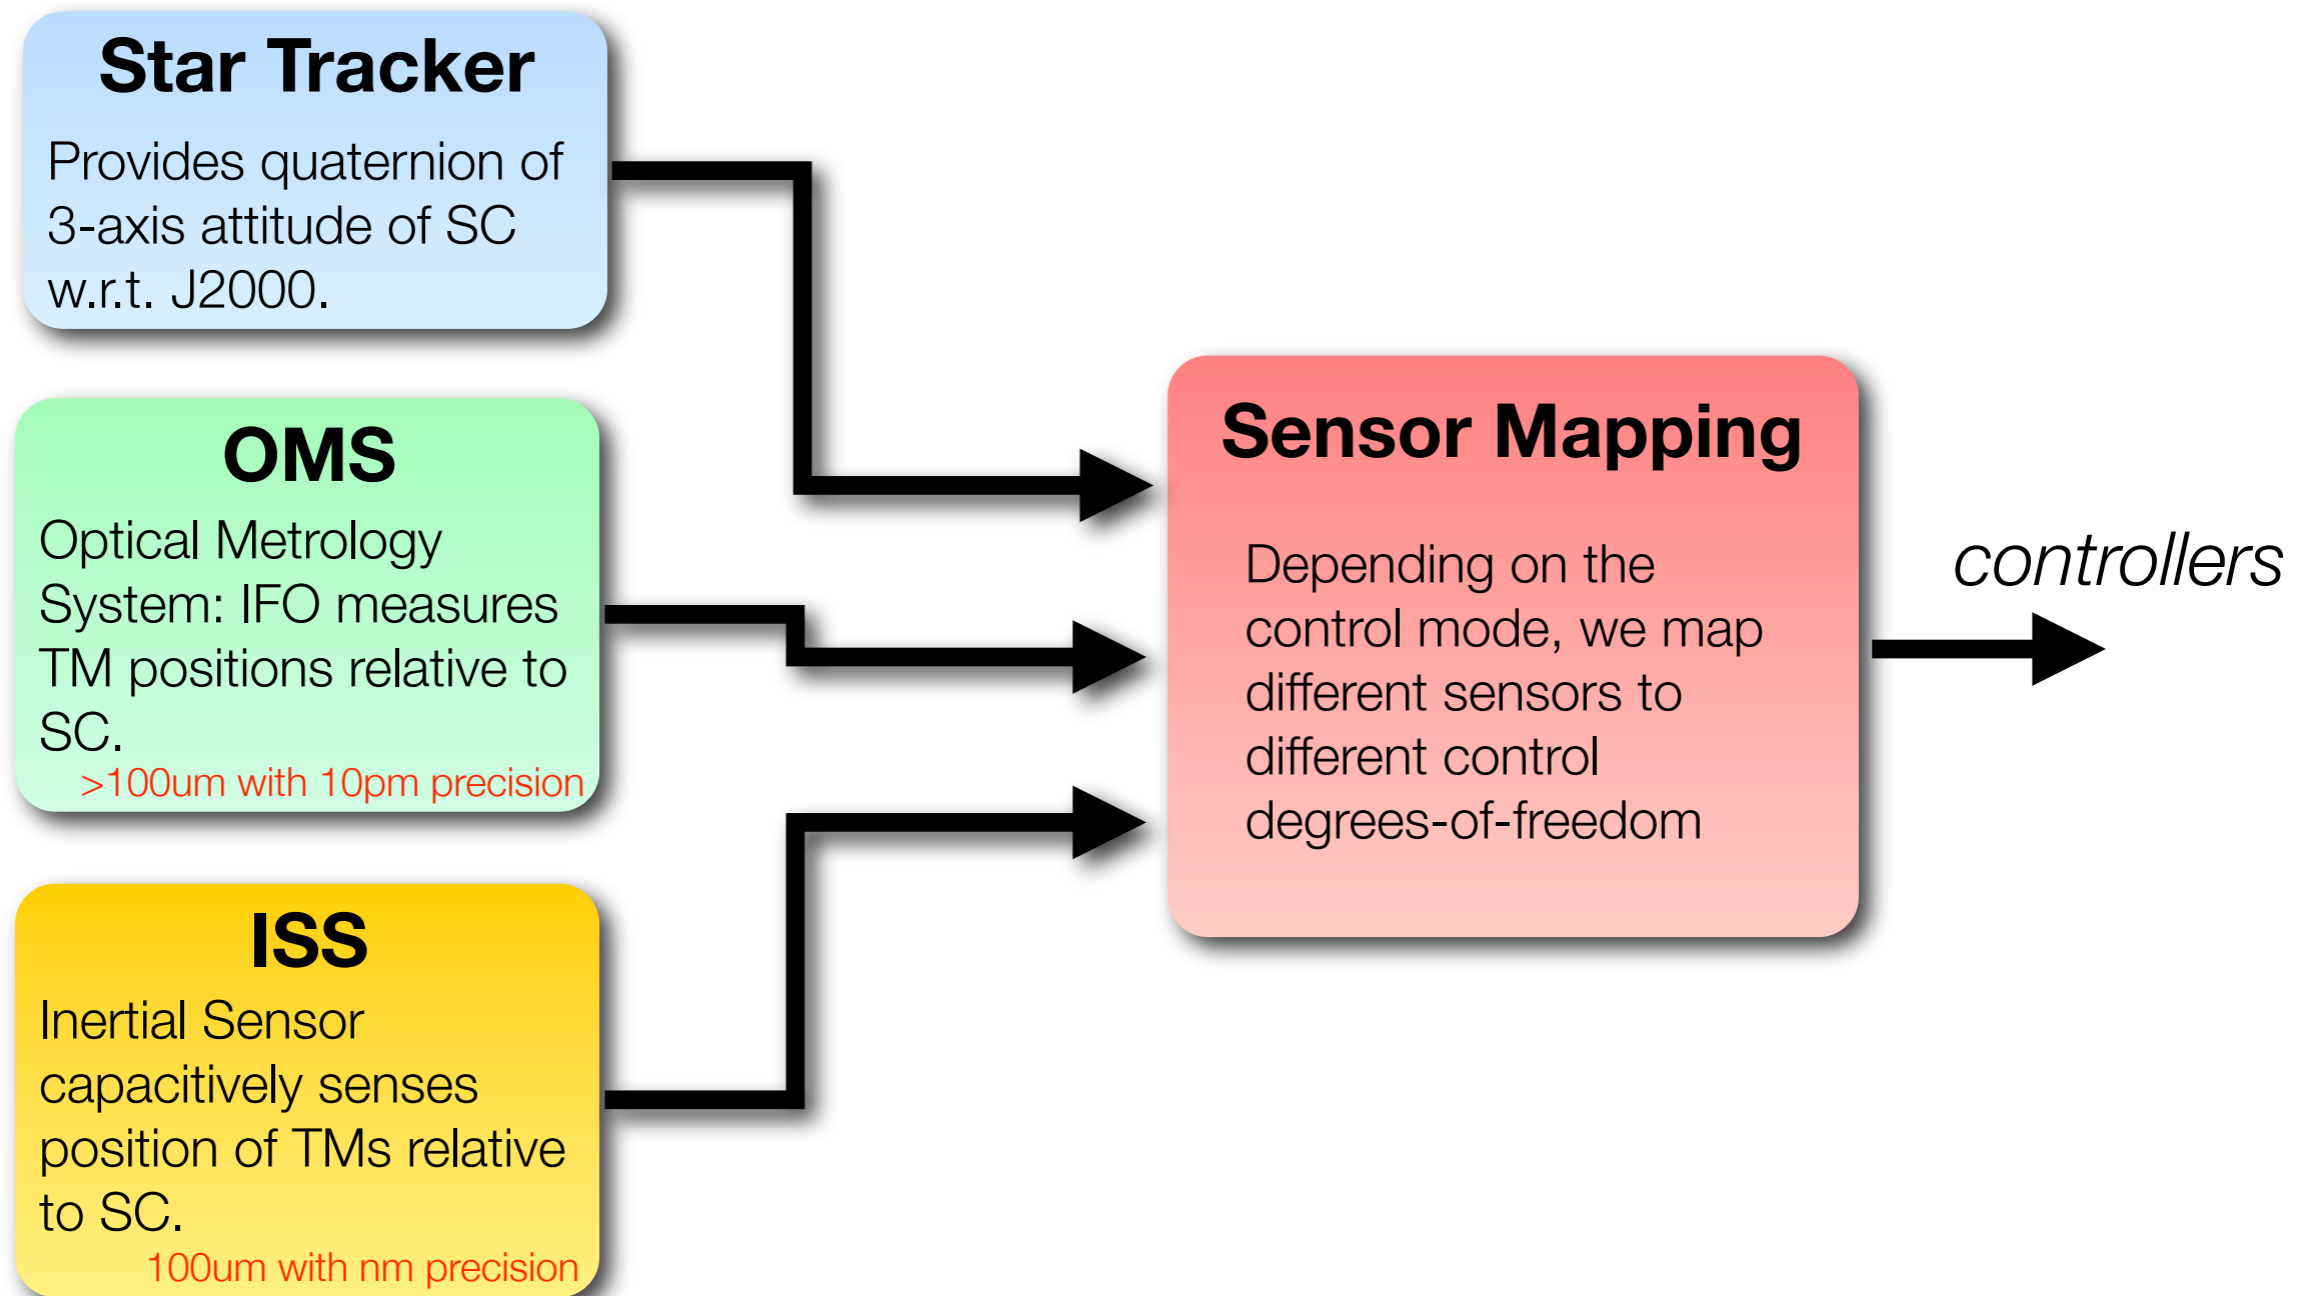 Star Tracker
Provides quaternion of
3-axis attitude of SC
w.r.t. J2000.
OMS
Optical Metrology
System: IFO measures
TM positions relative to
SC.
>100um with 10pm precision
ISS
Inertial Sensor
capacitively senses
position of TMs relative
to SC.
100um with nm precision
Sensor Mapping
Depending on the
control mode, we map
different sensors to
different control
degrees-of-freedom
controllers